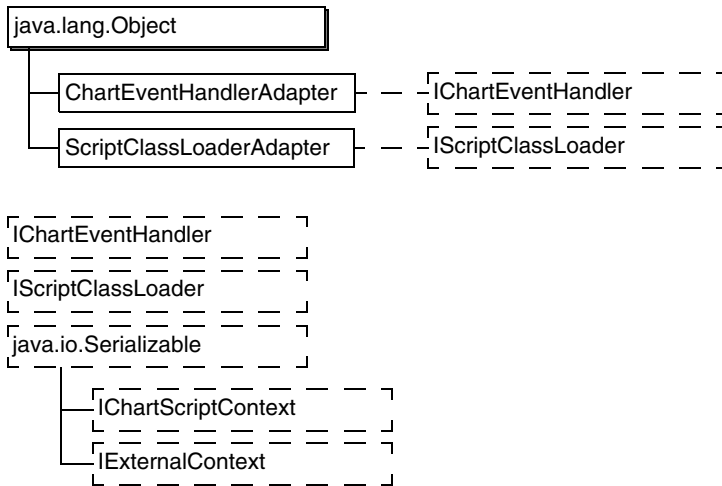 java.lang.Object
ChartEventHandlerAdapter
IChartEventHandler
ScriptClassLoaderAdapter
IScriptClassLoader
IChartEventHandler
IScriptClassLoader
java.io.Serializable
IChartScriptContext
IExternalContext